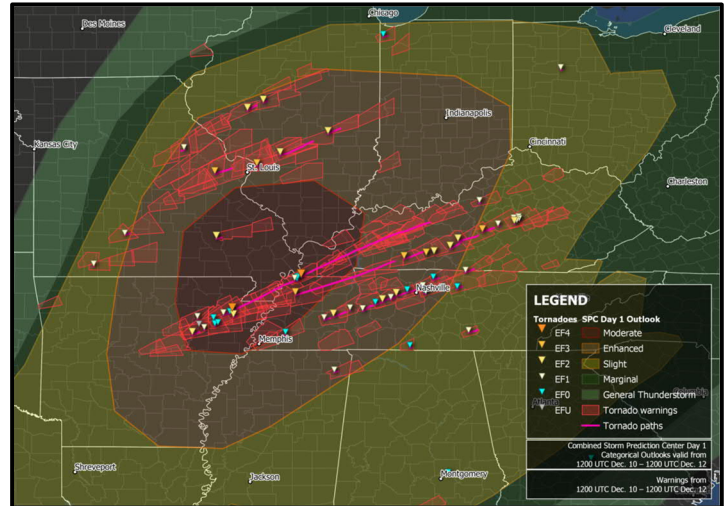 Chicago
Des Moines
Cleveland
Indianapolis
Kansas City
Cincinnati
St. Louis
Charleston
Nashville
Memphis
LEGEND
Tornadoes SPC Day 1 Outlook
EF4 Moderate
EF3 Enhanced
EF2 Slight
EF1 Marginal
EF0 General Thunderstorm
EFU Tornado warnings
Tornado paths
Columbia
Atlanta
Combined Storm Prediction Center Day 1
Categorical Outlooks valid from
1200 UTC Dec. 10 – 1200 UTC Dec. 12
Shreveport
Jackson
Montgomery
Warnings from
1200 UTC Dec. 10 – 1200 UTC Dec. 12